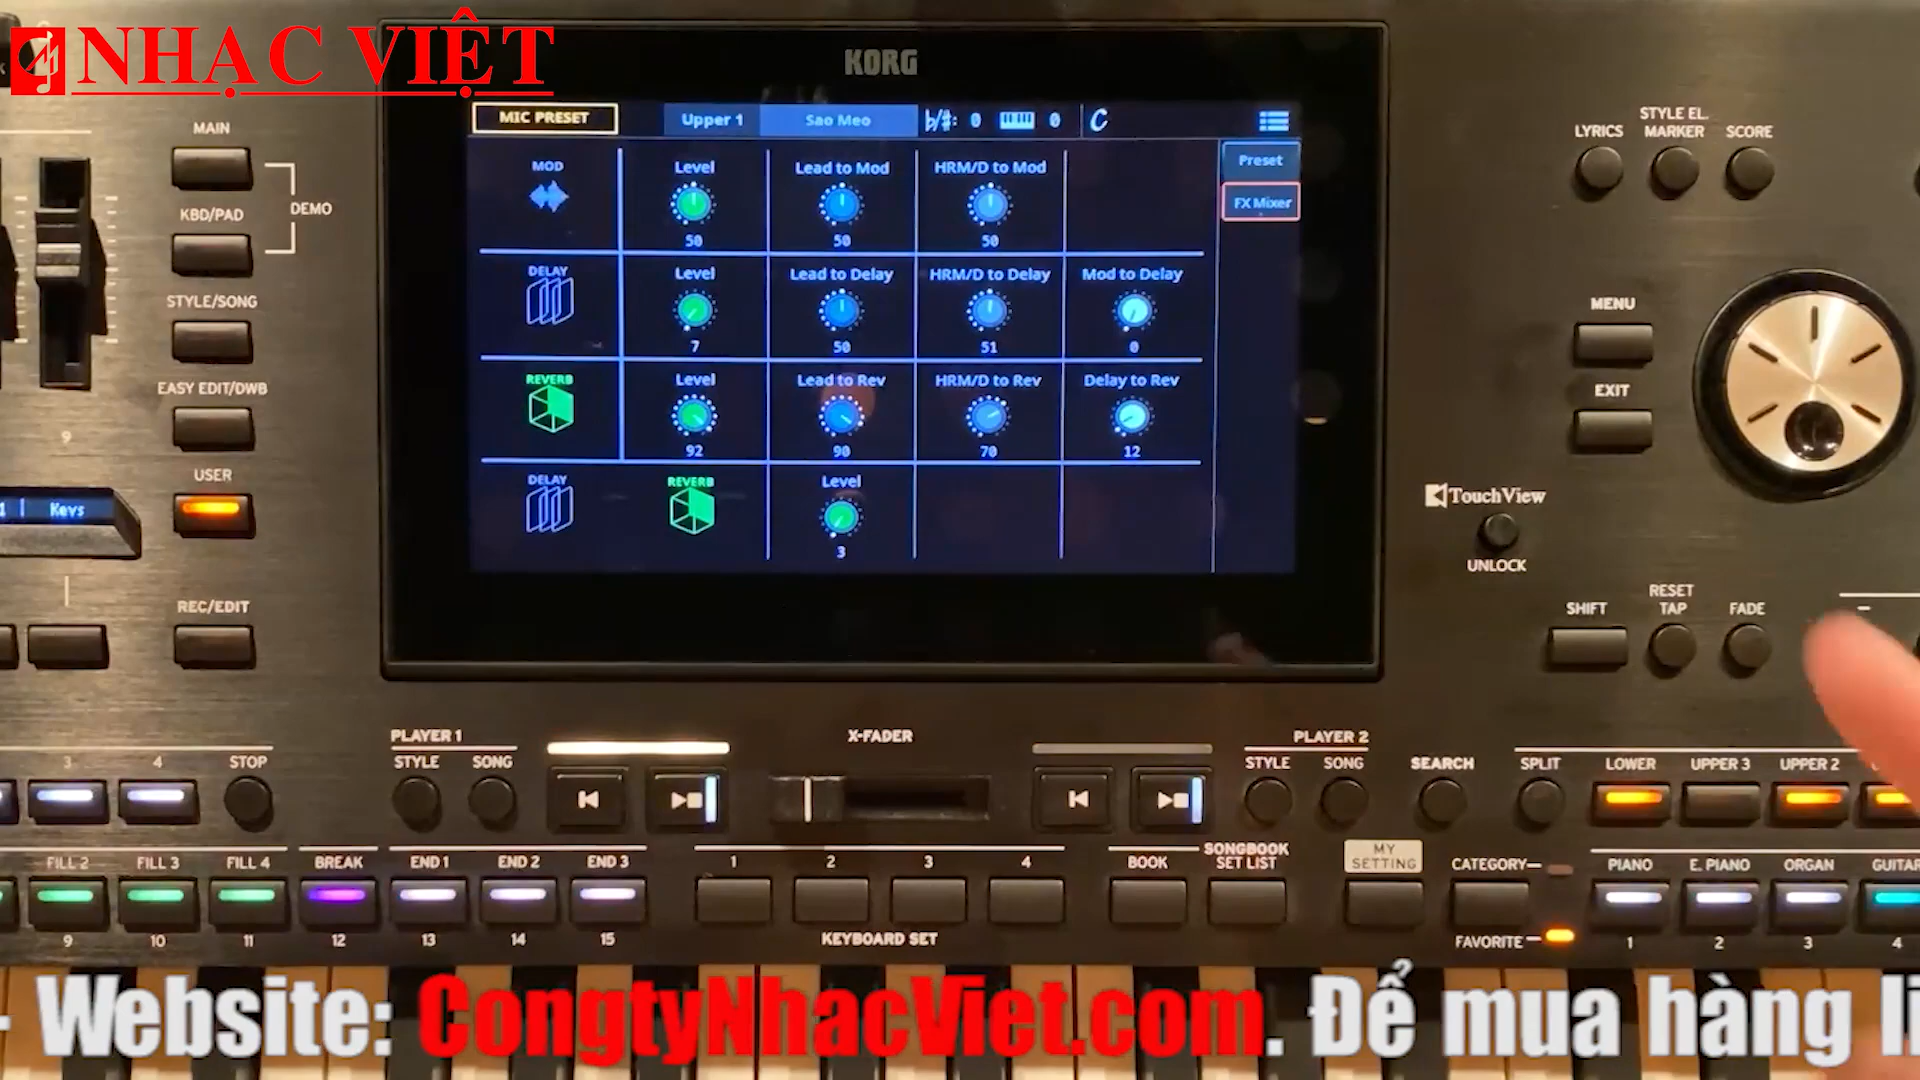 NHẠC VIỆT
KORG
MIC PRESET
Upper 1
Sao Meo
b/#: 0
0
C
MOD
Level
Lead to Mod
HRM/D to Mod
Preset
FX Mixer
50
50
50
DELAY
Level
Lead to Delay
HRM/D to Delay
Mod to Delay
7
50
51
0
REVERB
Level
Lead to Rev
HRM/D to Rev
Delay to Rev
92
90
70
12
DELAY
REVERB
Level
3
MAIN
KBD/PAD
DEMO
STYLE/SONG
EASY EDIT/DWB
9
USER
1 | Keys
REC/EDIT
LYRICS
STYLE EL.
MARKER
SCORE
MENU
EXIT
TouchView
UNLOCK
SHIFT
RESET
TAP
FADE
-
3
4
STOP
PLAYER 1
STYLE
SONG
X-FADER
PLAYER 2
STYLE
SONG
SEARCH
SPLIT
LOWER
UPPER 3
UPPER 2
FILL 2
FILL 3
FILL 4
BREAK
END 1
END 2
END 3
1
2
3
4
BOOK
SONGBOOK
SET LIST
MY
SETTING
CATEGORY
PIANO
E. PIANO
ORGAN
GUITAR
9
10
11
12
13
14
15
KEYBOARD SET
FAVORITE
1
2
3
4
- Website: CongtyNhacViet.com. Để mua hàng li